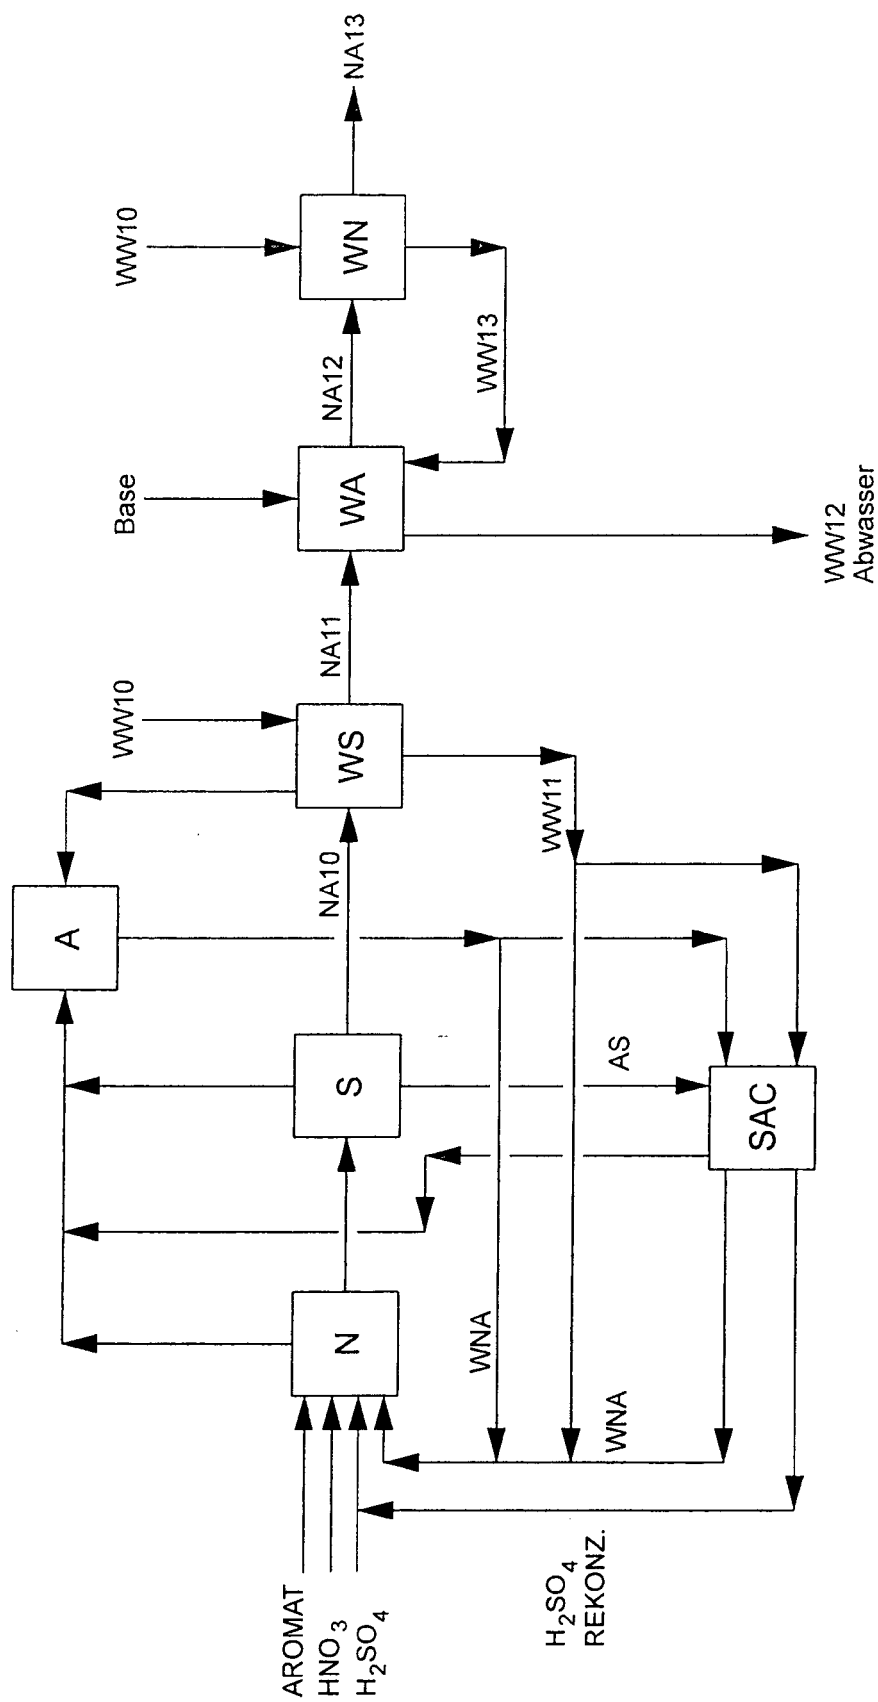 AROMAT
HNO3
H2SO4
N
S
A
NA10
WS
WW10
NA11
WA
Base
NA12
WN
WW10
NA13
WW13
WW12
Abwasser
WW11
AS
SAC
WNA
WNA
H2SO4
REKONZ.